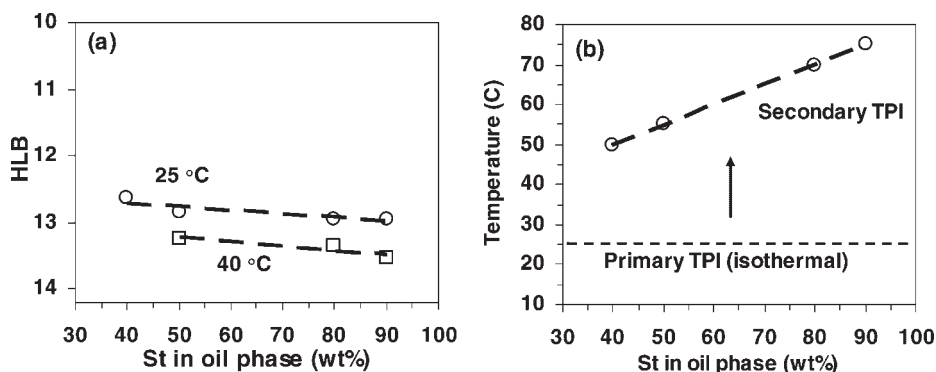 (a)
HLB
10
11
12
13
14
25 °C
40 °C
30 40 50 60 70 80 90 100
St in oil phase (wt%)
(b)
Temperature (C)
80
70
60
50
40
30
20
10
Secondary TPI
Primary TPI (isothermal)
30 40 50 60 70 80 90 100
St in oil phase (wt%)